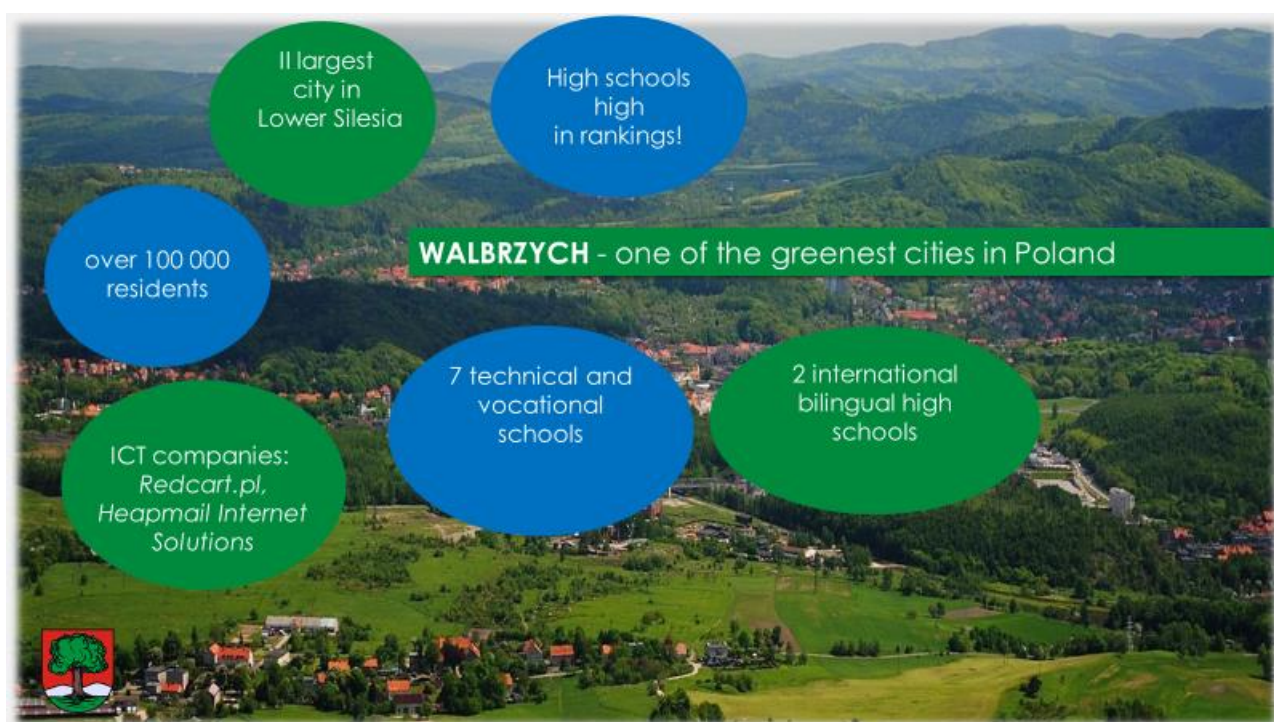 II largest
city in
Lower Silesia
High schools
high
in rankings!
WALBRZYCH - one of the greenest cities in Poland
over 100 000
residents
7 technical and
vocational
schools
2 international
bilingual high
schools
ICT companies:
Redcart.pl,
Heapmail Internet
Solutions